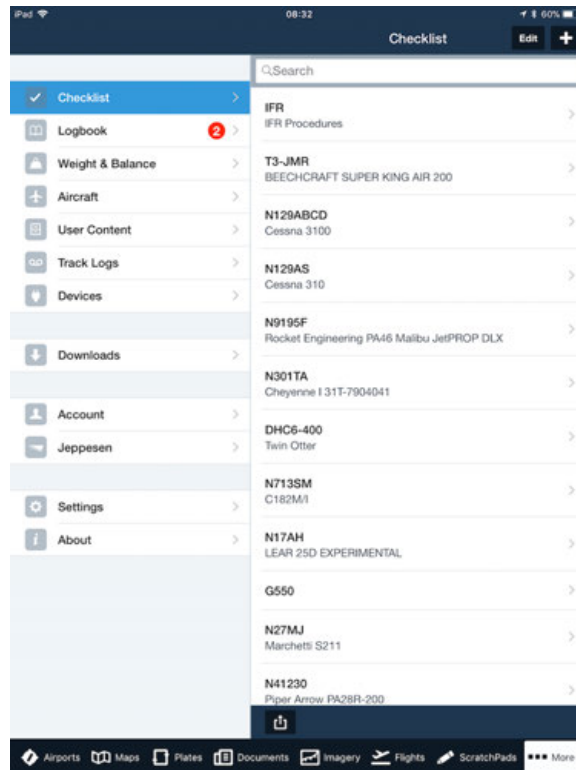 iPad 08:32 60%
Checklist Edit +
Search
Checklist
Logbook 2
Weight & Balance
Aircraft
User Content
Track Logs
Devices
Downloads
Account
Jeppesen
Settings
About
IFR
IFR Procedures
T3-JMR
BEECHCRAFT SUPER KING AIR 200
N129ABCD
Cessna 3100
N129AS
Cessna 310
N9195F
Rocket Engineering PA46 Malibu JetPROP DLX
N301TA
Cheyenne I 31T-7904041
DHC6-400
Twin Otter
N713SM
C182M/I
N17AH
LEAR 25D EXPERIMENTAL
G550
N27MJ
Marchetti S211
N41230
Piper Arrow PA28R-200
Airports Maps Plates Documents Imagery Flights ScratchPads More